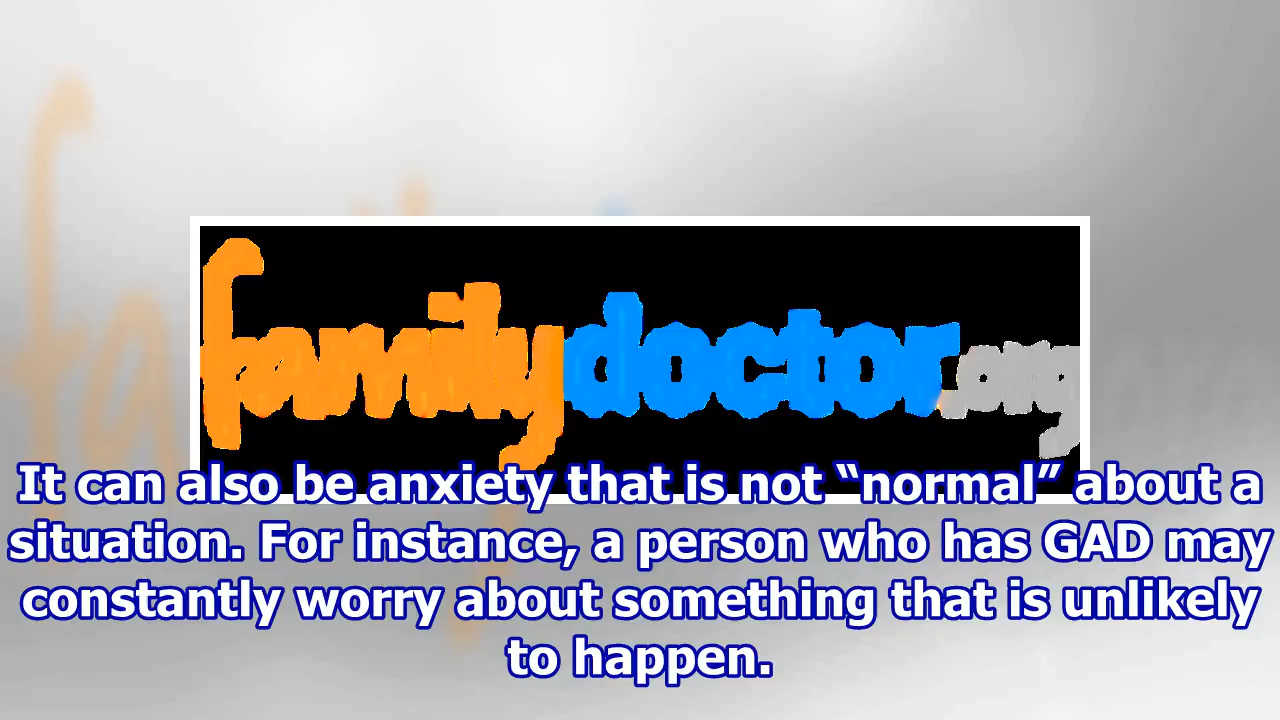 familydoctor.org
It can also be anxiety that is not “normal” about a
situation. For instance, a person who has GAD may
constantly worry about something that is unlikely
to happen.